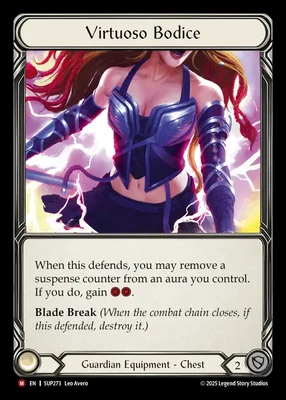 Virtuoso Bodice
When this defends, you may remove a
suspense counter from an aura you control.
If you do, gain
Blade Break (When the combat chain closes, if
this defended, destroy it.)
Guardian Equipment - Chest
2
M EN | SUP273 Leo Avero
© 2025 Legend Story Studios